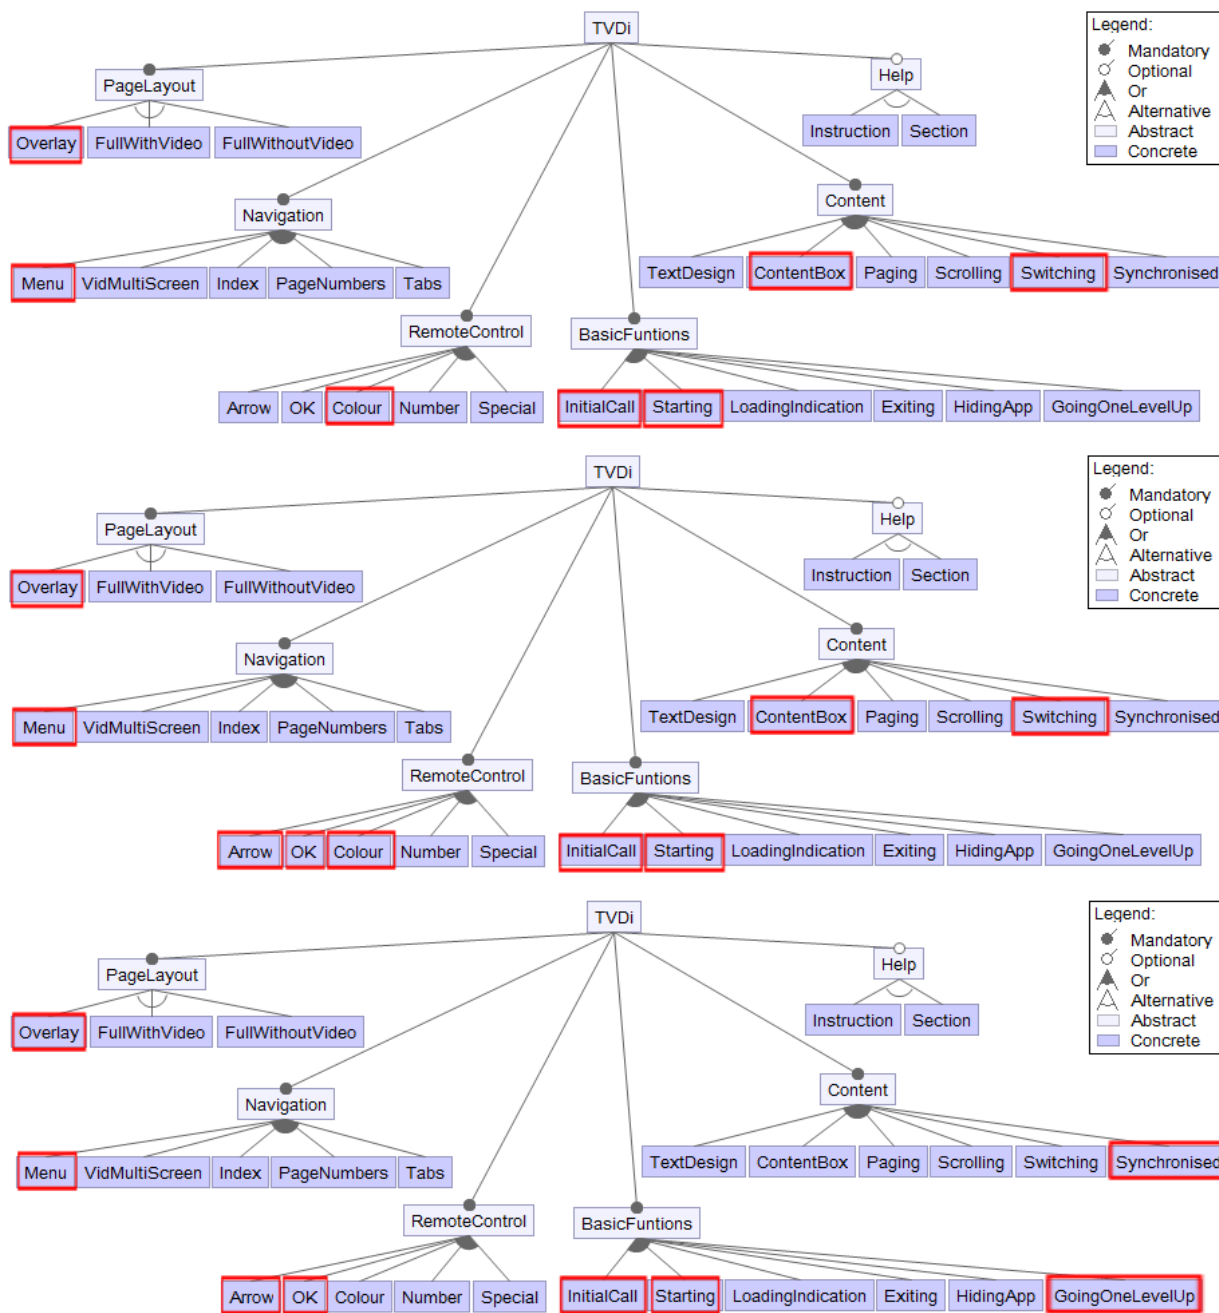 TVDi
Legend:
Mandatory
Optional
Or
Alternative
Abstract
Concrete
PageLayout
Help
Overlay FullWithVideo FullWithoutVideo
Instruction Section
Navigation
Content
Menu VidMultiScreen Index PageNumbers Tabs
TextDesign ContentBox Paging Scrolling Switching Synchronised
RemoteControl
BasicFuntions
Arrow OK Colour Number Special
InitialCall Starting LoadingIndication Exiting HidingApp GoingOneLevelUp
TVDi
Legend:
Mandatory
Optional
Or
Alternative
Abstract
Concrete
PageLayout
Help
Overlay FullWithVideo FullWithoutVideo
Instruction Section
Navigation
Content
Menu VidMultiScreen Index PageNumbers Tabs
TextDesign ContentBox Paging Scrolling Switching Synchronised
RemoteControl
BasicFuntions
Arrow OK Colour Number Special
InitialCall Starting LoadingIndication Exiting HidingApp GoingOneLevelUp
TVDi
Legend:
Mandatory
Optional
Or
Alternative
Abstract
Concrete
PageLayout
Help
Overlay FullWithVideo FullWithoutVideo
Instruction Section
Navigation
Content
Menu VidMultiScreen Index PageNumbers Tabs
TextDesign ContentBox Paging Scrolling Switching Synchronised
RemoteControl
BasicFuntions
Arrow OK Colour Number Special
InitialCall Starting LoadingIndication Exiting HidingApp GoingOneLevelUp